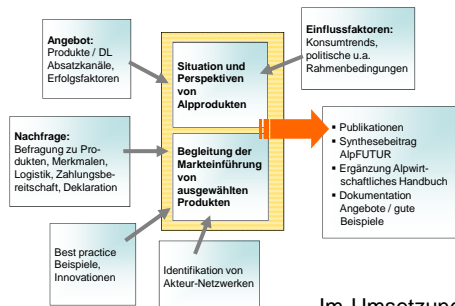 Angebot:
Produkte / DL
Absatzkanäle,
Erfolgsfaktoren
Situation und
Perspektiven
von
Alpprodukten
Einflussfaktoren:
Konsumtrends,
politische u.a.
Rahmenbedingungen
Nachfrage:
Befragung zu Pro-
dukten, Merkmalen,
Logistik, Zahlungsbe-
reitschaft, Deklaration
Begleitung der
Markteinführung
von
ausgewählten
Produkten
▪ Publikationen
▪ Synthesebeitrag
AlpFUTUR
▪ Ergänzung Alpwirt-
schaftliches Handbuch
▪ Dokumentation
Angebote / gute
Beispiele
Best practice
Beispiele,
Innovationen
Identifikation von
Akteur-Netzwerken
Im Umsetzung